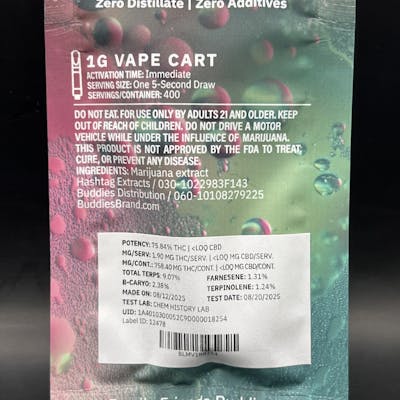 Zero Distillate | Zero Additives
1G VAPE CART
ACTIVATION TIME: Immediate
SERVING SIZE: One 5-Second Draw
SERVINGS/CONTAINER: 400
DO NOT EAT. FOR USE ONLY BY ADULTS 21 AND OLDER. KEEP
OUT OF REACH OF CHILDREN. DO NOT DRIVE A MOTOR
VEHICLE WHILE UNDER THE INFLUENCE OF MARIJUANA.
THIS PRODUCT IS NOT APPROVED BY THE FDA TO TREAT,
CURE, OR PREVENT ANY DISEASE.
INGREDIENTS: Marijuana extract
Hashtag Extracts / 030-1022983F143
Buddies Distribution / 060-10108279225
BuddiesBrand.com
POTENCY: 75.84% THC | <LOQ CBD
MG/SERV: 1.90 MG THC/SERV. | <LOQ MG CBD/SERV.
MG/CONT.: 758.40 MG THC/CONT. | <LOQ MG CBD/CONT.
TOTAL TERPS: 9.07% FARNESENE: 1.31%
B-CARYO: 2.38% TERPINOLENE: 1.24%
MADE ON: 08/12/2025 TEST DATE: 08/20/2025
TEST LAB: CHEM HISTORY LAB
UID: 1A4010300052C9D000018254
Label ID: 12478